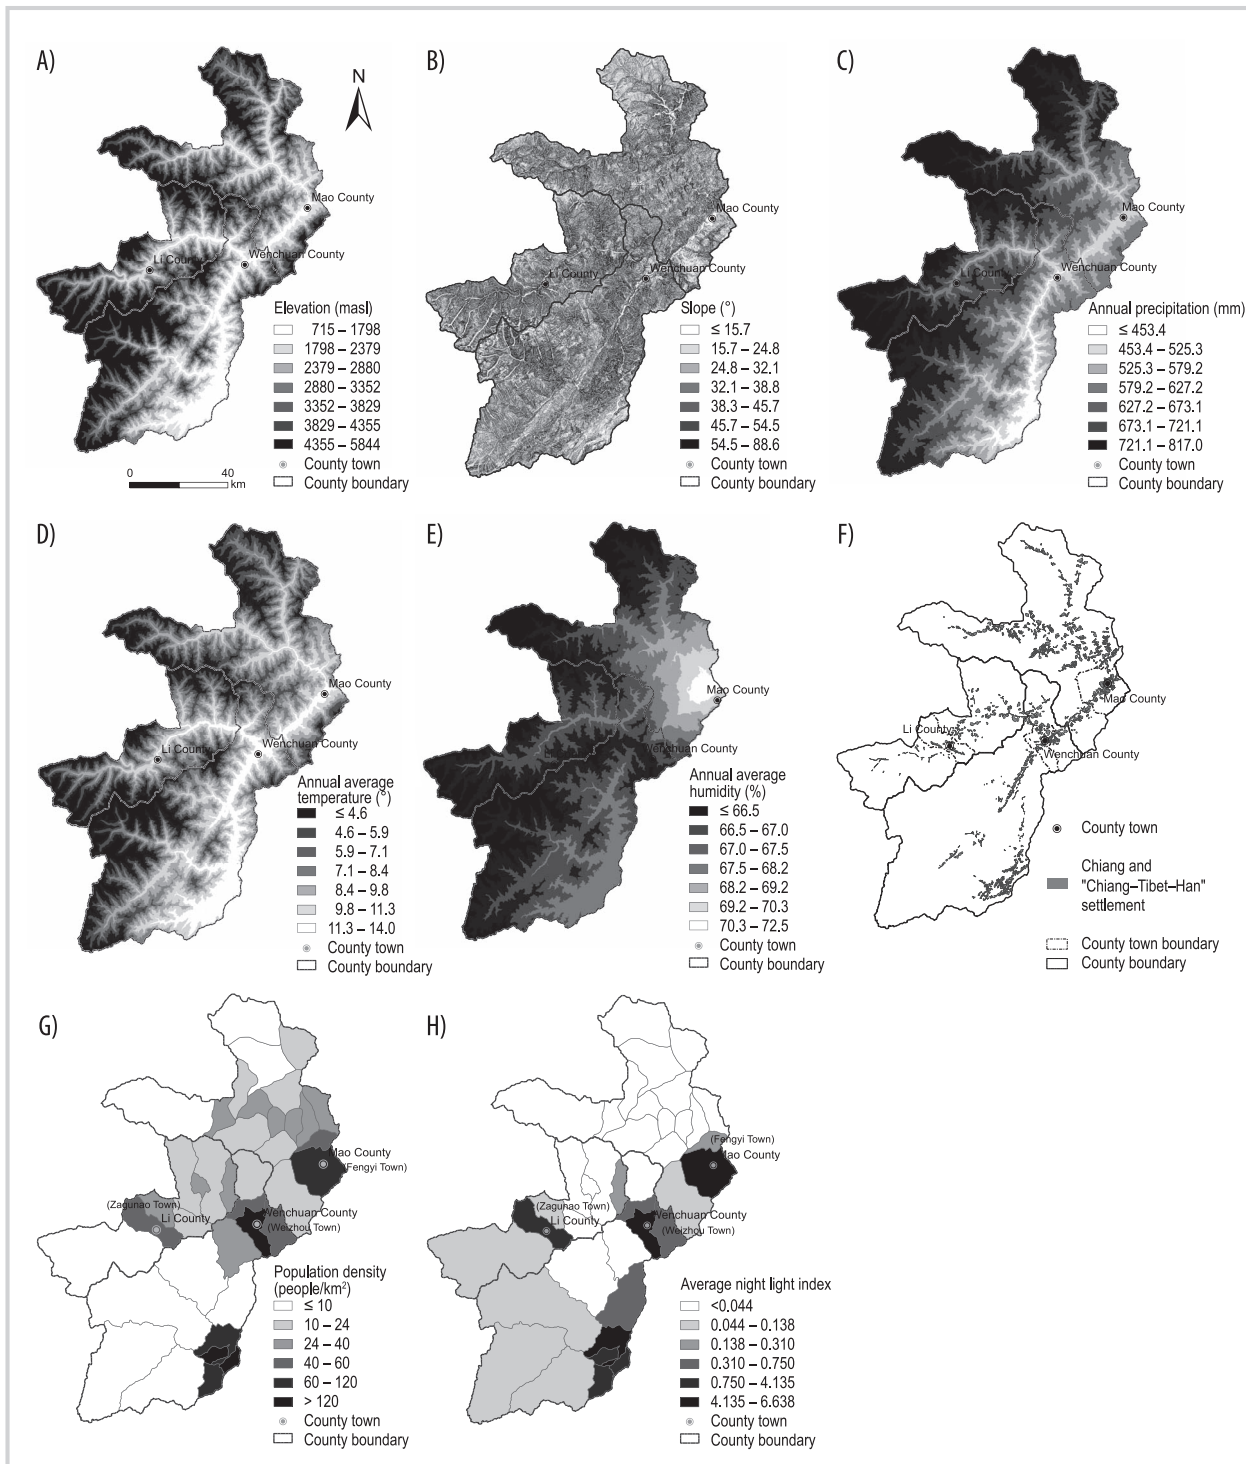 A)
N
Mao County
Li County
Wenchuan County
Elevation (masl)
715 – 1798
1798 – 2379
2379 – 2880
2880 – 3352
3352 – 3829
3829 – 4355
4355 – 5844
County town
County boundary
0 40
km
B)
Mao County
Li County
Wenchuan County
Slope (°)
≤ 15.7
15.7 – 24.8
24.8 – 32.1
32.1 – 38.8
38.3 – 45.7
45.7 – 54.5
54.5 – 88.6
County town
County boundary
C)
Mao County
Li County
Wenchuan County
Annual precipitation (mm)
≤ 453.4
453.4 – 525.3
525.3 – 579.2
579.2 – 627.2
627.2 – 673.1
673.1 – 721.1
721.1 – 817.0
County town
County boundary
D)
Mao County
Li County
Wenchuan County
Annual average
temperature (°)
≤ 4.6
4.6 – 5.9
5.9 – 7.1
7.1 – 8.4
8.4 – 9.8
9.8 – 11.3
11.3 – 14.0
County town
County boundary
E)
Mao County
Wenchuan County
Annual average
humidity (%)
≤ 66.5
66.5 – 67.0
67.0 – 67.5
67.5 – 68.2
68.2 – 69.2
69.2 – 70.3
70.3 – 72.5
County town
County boundary
F)
Mao County
Li County
Wenchuan County
County town
Chiang and
"Chiang–Tibet–Han"
settlement
County town boundary
County boundary
G)
Mao County
(Fengyi Town)
(Zagunao Town)
Li County
Wenchuan County
(Weizhou Town)
Population density
(people/km²)
≤ 10
10 – 24
24 – 40
40 – 60
60 – 120
> 120
County town
County boundary
H)
(Fengyi Town)
Mao County
(Zagunao Town)
Li County
Wenchuan County
(Weizhou Town)
Average night light index
<0.044
0.044 – 0.138
0.138 – 0.310
0.310 – 0.750
0.750 – 4.135
4.135 – 6.638
County town
County boundary